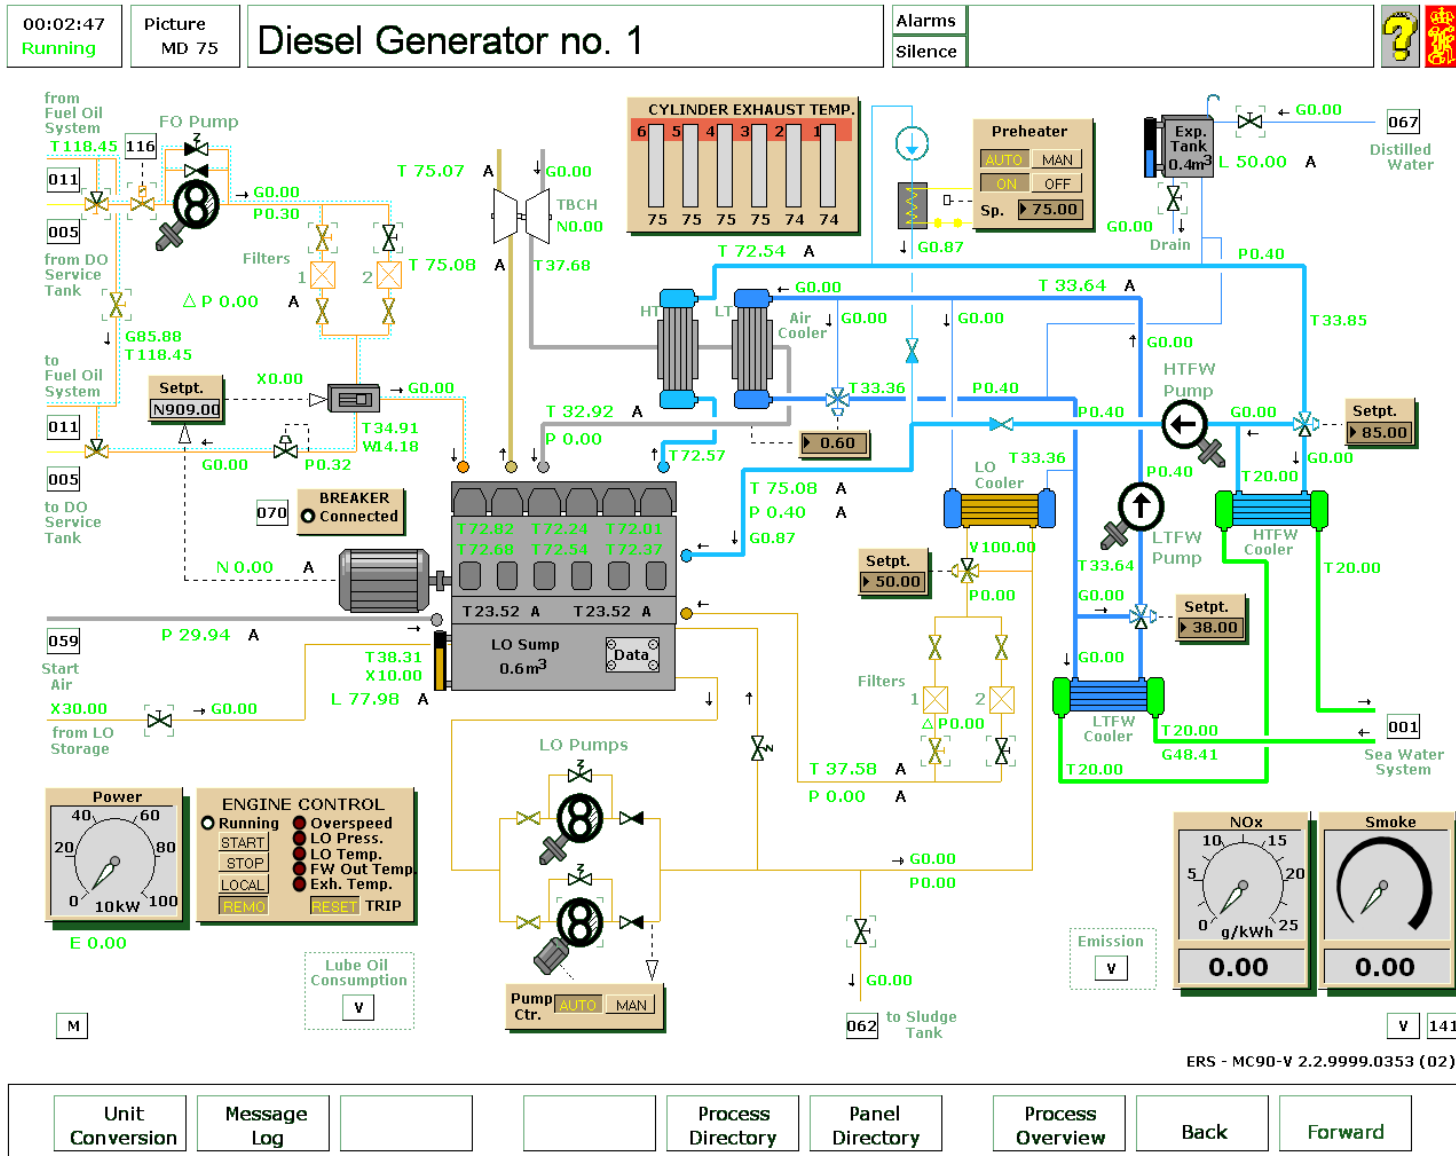 00:02:47
Running
Picture
MD 75
Diesel Generator no. 1
Alarms
Silence
from
Fuel Oil
System
T118.45
116
FO Pump
011
G0.00
P0.30
005
from DO
Service
Tank
Filters
1
2
△ P 0.00 A
G85.88
T118.45
to
Fuel Oil
System
Setpt.
N909.00
X0.00
G0.00
T34.91
W14.18
011
G0.00
P0.32
005
to DO
Service
Tank
070
BREAKER
Connected
T 75.07 A
G0.00
TBCH
N0.00
T 75.08 A
T37.68
CYLINDER EXHAUST TEMP.
6 5 4 3 2 1
75 75 75 75 74 74
Preheater
AUTO MAN
ON OFF
Sp. 75.00
G0.87
T 72.54 A
Exp.
Tank
0.4m3
G0.00
067
Distilled
Water
L 50.00 A
G0.00
Drain
P0.40
HT
LT
Air
Cooler
G0.00
G0.00
G0.00
T 33.64 A
T33.85
G0.00
HTFW
Pump
T33.36
P0.40
P0.40
G0.00
Setpt.
85.00
T 32.92 A
P 0.00
0.60
T72.57
T33.36
LO
Cooler
P0.40
T20.00
G0.00
T 75.08 A
P 0.40 A
G0.87
T72.82 T72.24 T72.01
T72.68 T72.54 T72.37
V100.00
LTFW
Pump
HTFW
Cooler
Setpt.
50.00
P0.00
T33.64
G0.00
T20.00
Setpt.
38.00
N 0.00 A
T23.52 A T23.52 A
059
Start
Air
P 29.94 A
LO Sump
0.6m3
Data
T38.31
X10.00
L 77.98 A
G0.00
X30.00
G0.00
from LO
Storage
Filters
1
2
△ P0.00
LTFW
Cooler
T20.00
G48.41
T20.00
001
Sea Water
System
LO Pumps
T 37.58 A
P 0.00 A
Power
0 20 40 60 80 100
10kW
E 0.00
ENGINE CONTROL
Running
START
STOP
LOCAL
REMO
Overspeed
LO Press.
LO Temp.
FW Out Temp.
Exh. Temp.
RESET TRIP
G0.00
P0.00
NOx
0 5 10 15 20 25
g/kWh
0.00
Smoke
0.00
Lube Oil
Consumption
V
Pump
Ctr.
AUTO MAN
G0.00
062
to Sludge
Tank
Emission
V
M
V
141
ERS - MC90-V 2.2.9999.0353 (02)
Unit
Conversion
Message
Log
Process
Directory
Panel
Directory
Process
Overview
Back
Forward